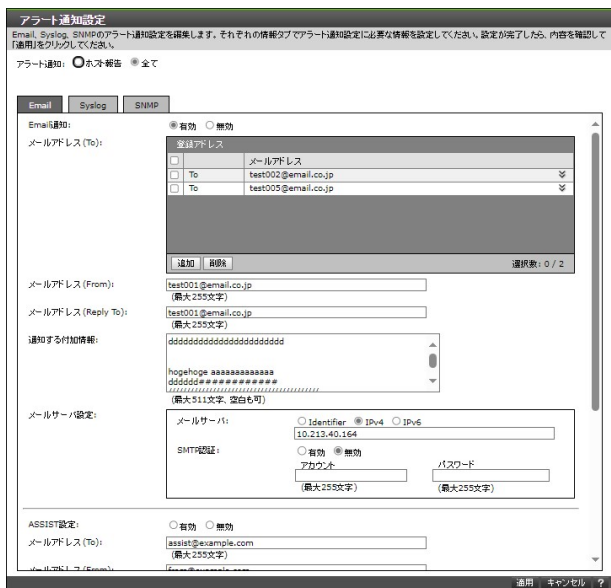 アラート通知設定
Email, Syslog, SNMPのアラート通知設定を編集します。それぞれの情報タブでアラート通知設定に必要な情報を設定してください。設定が完了したら、内容を確認して
「適用」をクリックしてください。
アラート通知: ホスト報告 全て
Email Syslog SNMP
Email通知: 有効 無効
メールアドレス(To): 登録アドレス
メールアドレス
To test002@email.co.jp
To test005@email.co.jp
追加 削除 選択数: 0 / 2
メールアドレス(From): test001@email.co.jp
(最大255文字)
メールアドレス(Reply To): test001@email.co.jp
(最大255文字)
通知する付加情報:
hogehoge aaaaaaaaaaaaa
dddddd############
(最大511文字、空白も可)
メールサーバ設定: メールサーバ: Identifier IPv4 IPv6
10.213.40.164
SMTP認証: 有効 無効
アカウント パスワード
(最大255文字) (最大255文字)
ASSIST設定: 有効 無効
メールアドレス(To): assist@example.com
(最大255文字)
メールアドレス(From): from@example.com
適用 キャンセル ?